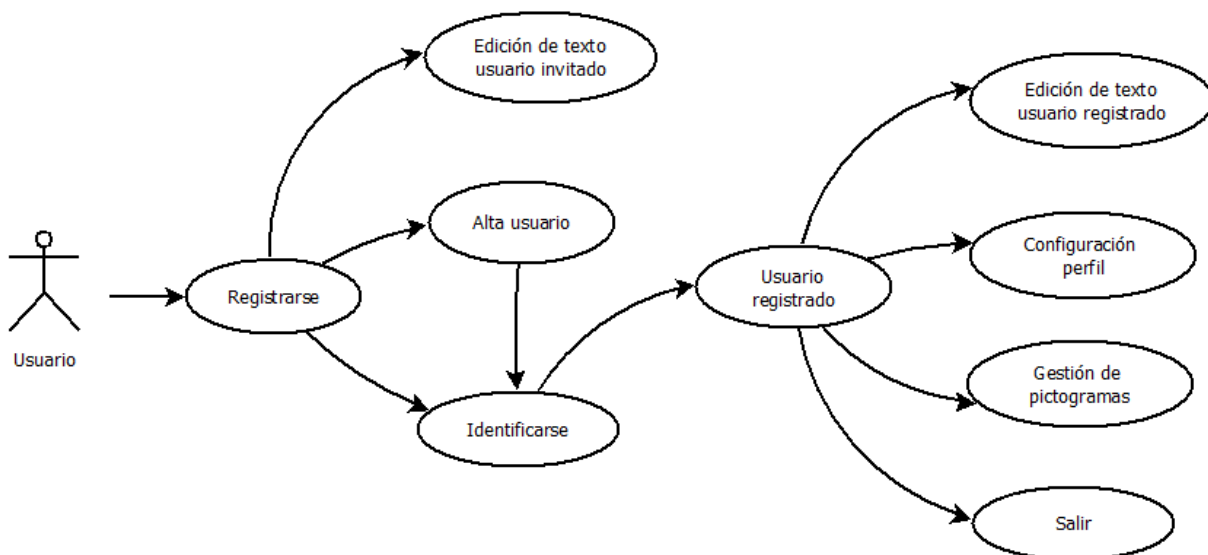 Edición de texto
usuario invitado
Edición de texto
usuario registrado
Alta usuario
Configuración
perfil
Usuario
registrado
Registrarse
Usuario
Gestión de
pictogramas
Identificarse
Salir